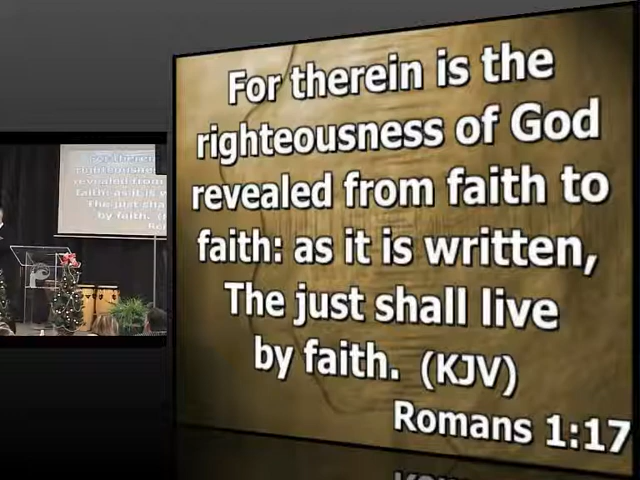 For therein is the
righteousness of God
revealed from faith to
faith: as it is written,
The just shall live
by faith. (KJV)
Romans 1:17